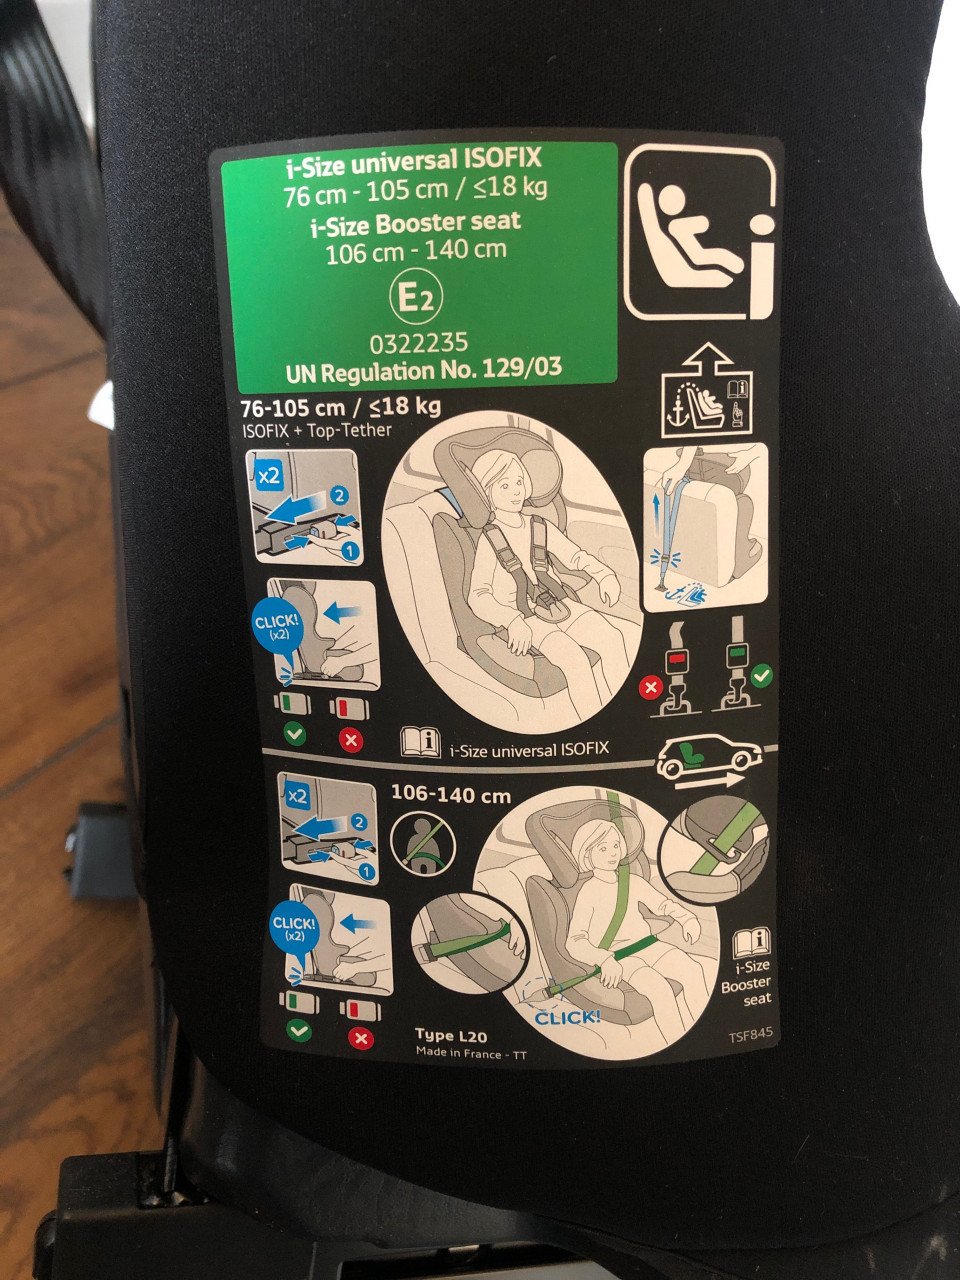 i-Size universal ISOFIX
76 cm - 105 cm / ≤18 kg
i-Size Booster seat
106 cm - 140 cm
E2
0322235
UN Regulation No. 129/03
i
76-105 cm / ≤18 kg
ISOFIX + Top-Tether
x2
2
1
CLICK!
(x2)
i
i-Size universal ISOFIX
x2
2
1
106-140 cm
CLICK!
(x2)
CLICK!
i
i-Size
Booster
seat
Type L20
Made in France - TT
TSF845